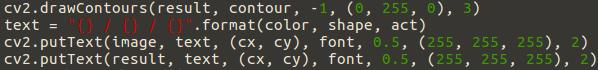 cv2.drawContours(result, contour, -1, (0, 255, 0), 3)
text = "{} / {} / {}".format(color, shape, act)
cv2.putText(image, text, (cx, cy), font, 0.5, (255, 255, 255), 2)
cv2.putText(result, text, (cx, cy), font, 0.5, (255, 255, 255), 2)